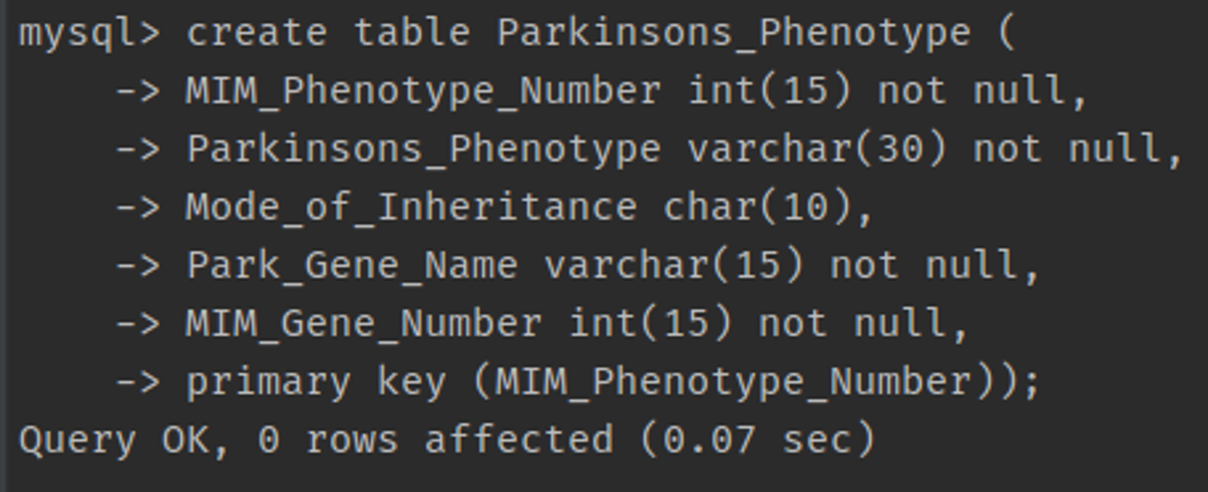 mysql> create table Parkinsons_Phenotype (
    -> MIM_Phenotype_Number int(15) not null,
    -> Parkinsons_Phenotype varchar(30) not null,
    -> Mode_of_Inheritance char(10),
    -> Park_Gene_Name varchar(15) not null,
    -> MIM_Gene_Number int(15) not null,
    -> primary key (MIM_Phenotype_Number));
Query OK, 0 rows affected (0.07 sec)